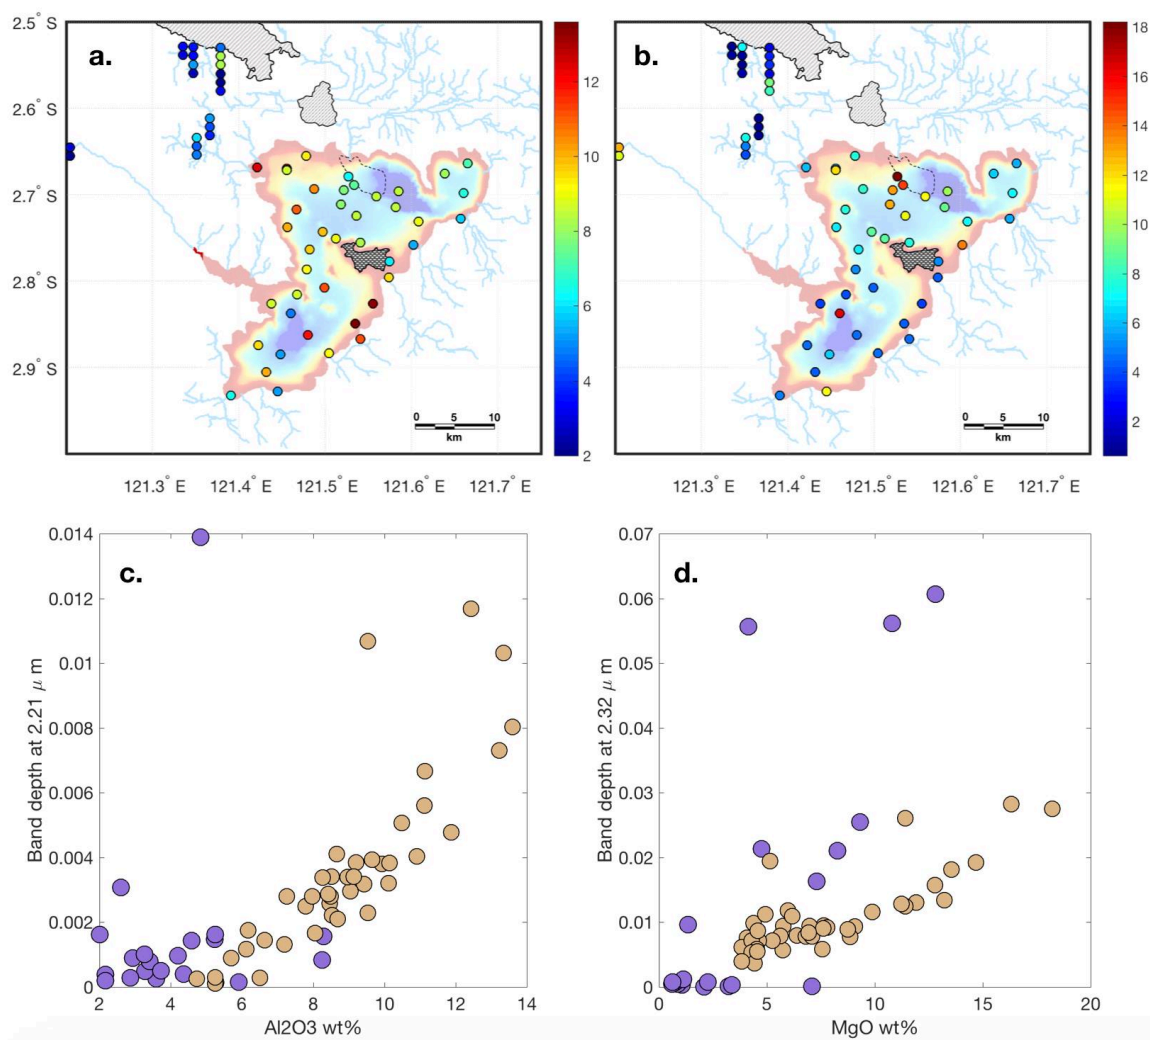 2.5° S
2.6° S
2.7° S
2.8° S
2.9° S
a.
12
10
8
6
4
2
0 5 10
km
121.3° E 121.4° E 121.5° E 121.6° E 121.7° E
b.
18
16
14
12
10
8
6
4
2
0 5 10
km
121.3° E 121.4° E 121.5° E 121.6° E 121.7° E
c.
Band depth at 2.21 μ m
0.014
0.012
0.01
0.008
0.006
0.004
0.002
0
2 4 6 8 10 12 14
Al2O3 wt%
d.
Band depth at 2.32 μ m
0.07
0.06
0.05
0.04
0.03
0.02
0.01
0
0 5 10 15 20
MgO wt%